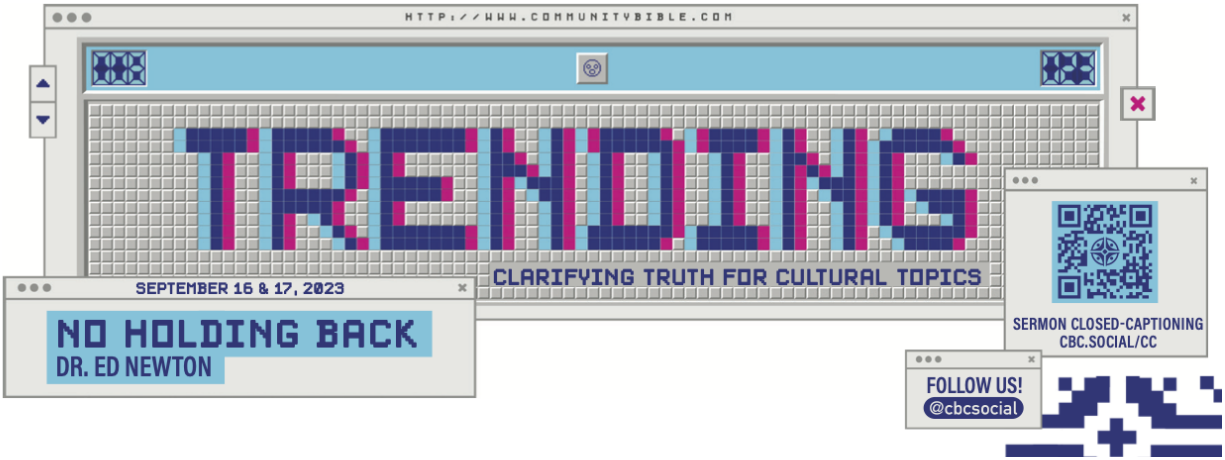 HTTP://WWW.COMMUNITYBIBLE.COM
TRENDING
CLARIFYING TRUTH FOR CULTURAL TOPICS
SEPTEMBER 16 & 17, 2023
NO HOLDING BACK
DR. ED NEWTON
SERMON CLOSED-CAPTIONING
CBC.SOCIAL/CC
FOLLOW US!
@cbcsocial